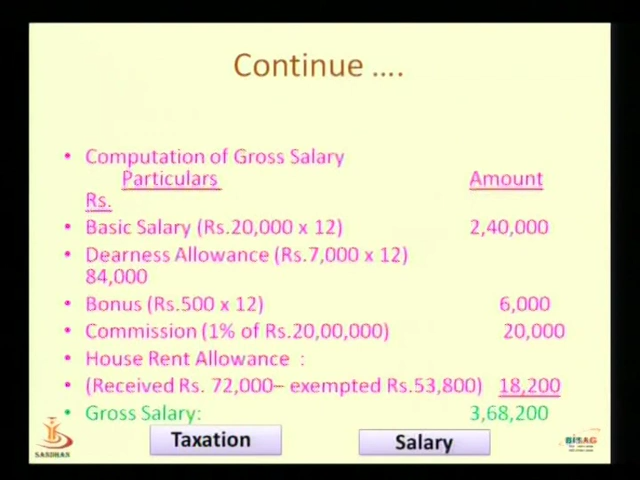 Continue ....
• Computation of Gross Salary
Particulars Amount
Rs.
• Basic Salary (Rs.20,000 x 12) 2,40,000
• Dearness Allowance (Rs.7,000 x 12)
84,000
• Bonus (Rs.500 x 12) 6,000
• Commission (1% of Rs.20,00,000) 20,000
• House Rent Allowance :
• (Received Rs. 72,000– exempted Rs.53,800) 18,200
• Gross Salary: 3,68,200
Taxation Salary
SANDHAN BISAG